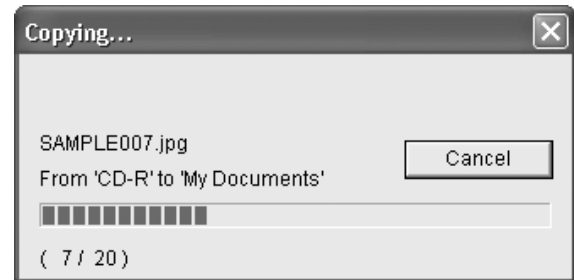 Copying...
SAMPLE007.jpg
From 'CD-R' to 'My Documents'
Cancel
( 7 / 20 )